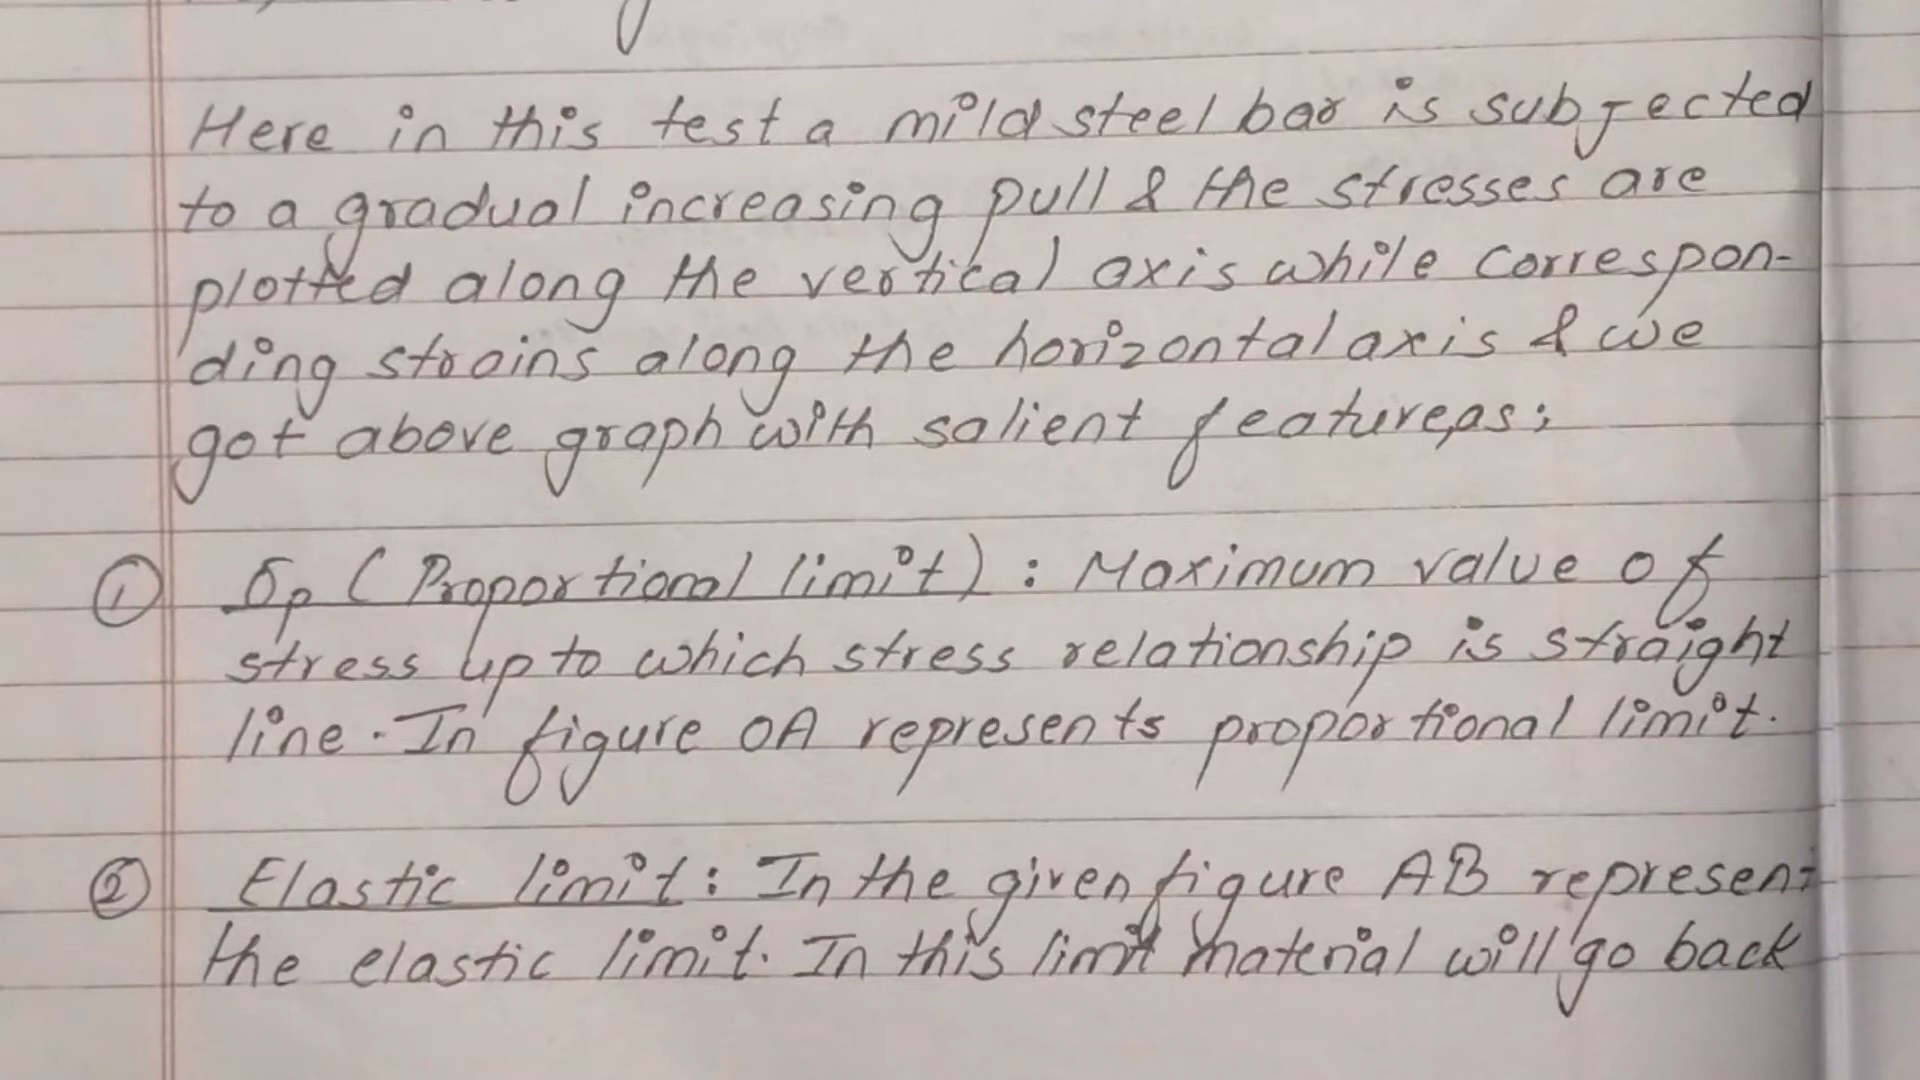 Here in this test a mild steel bar is subjected
to a gradual increasing pull & the stresses are
plotted along the vertical axis while correspon-
ding strains along the horizontal axis & we
got above graph with salient features:
① σp (Proportional limit) : Maximum value of
stress up to which stress relationship is straight
line. In figure OA represents proportional limit.
② Elastic limit: In the given figure AB represent
the elastic limit. In this limit material will go back